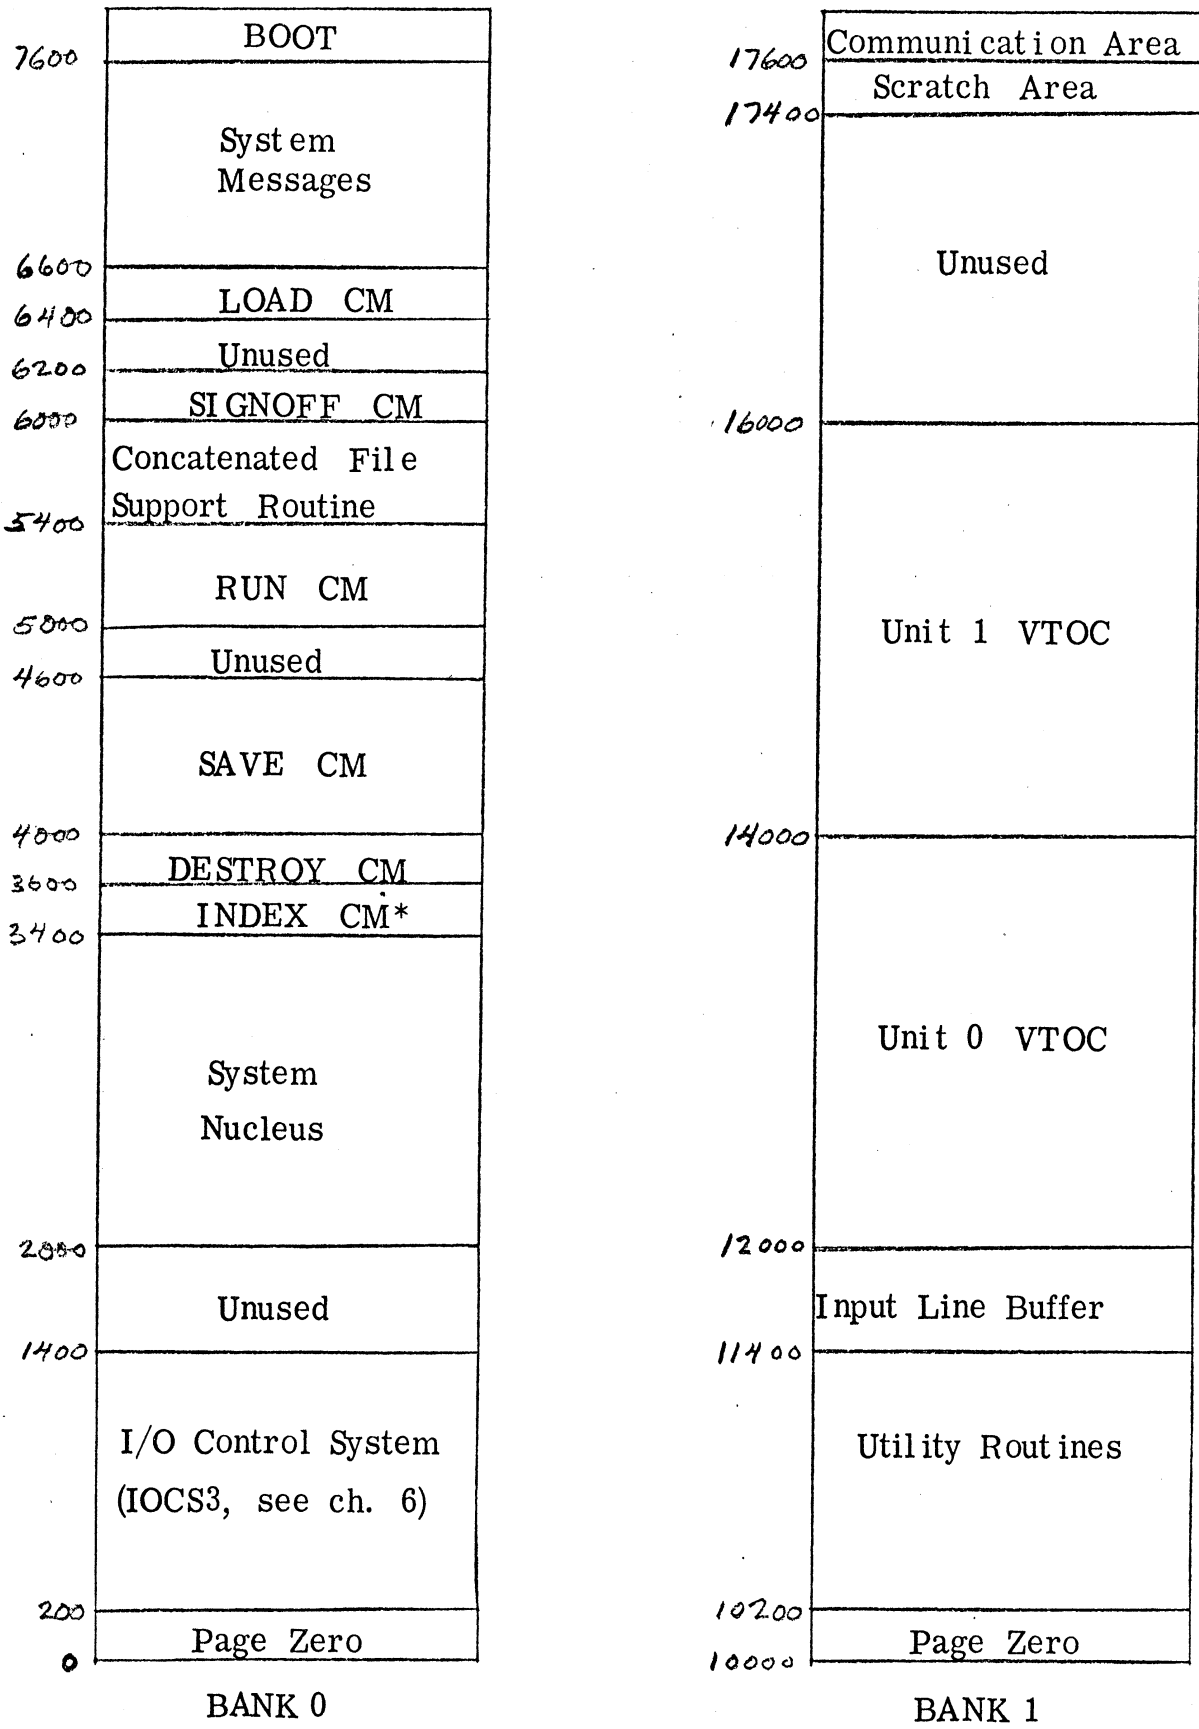 BOOT
7600
System
Messages
6600
LOAD CM
6400
Unused
6200
SIGNOFF CM
6000
Concatenated File
Support Routine
5400
RUN CM
5000
Unused
4600
SAVE CM
4000
DESTROY CM
3600
INDEX CM*
3400
System
Nucleus
2000
Unused
1400
I/O Control System
(IOCS3, see ch. 6)
200
Page Zero
0
BANK 0
Communication Area
17600
Scratch Area
17400
Unused
16000
Unit 1 VTOC
14000
Unit 0 VTOC
12000
Input Line Buffer
11400
Utility Routines
10200
Page Zero
10000
BANK 1